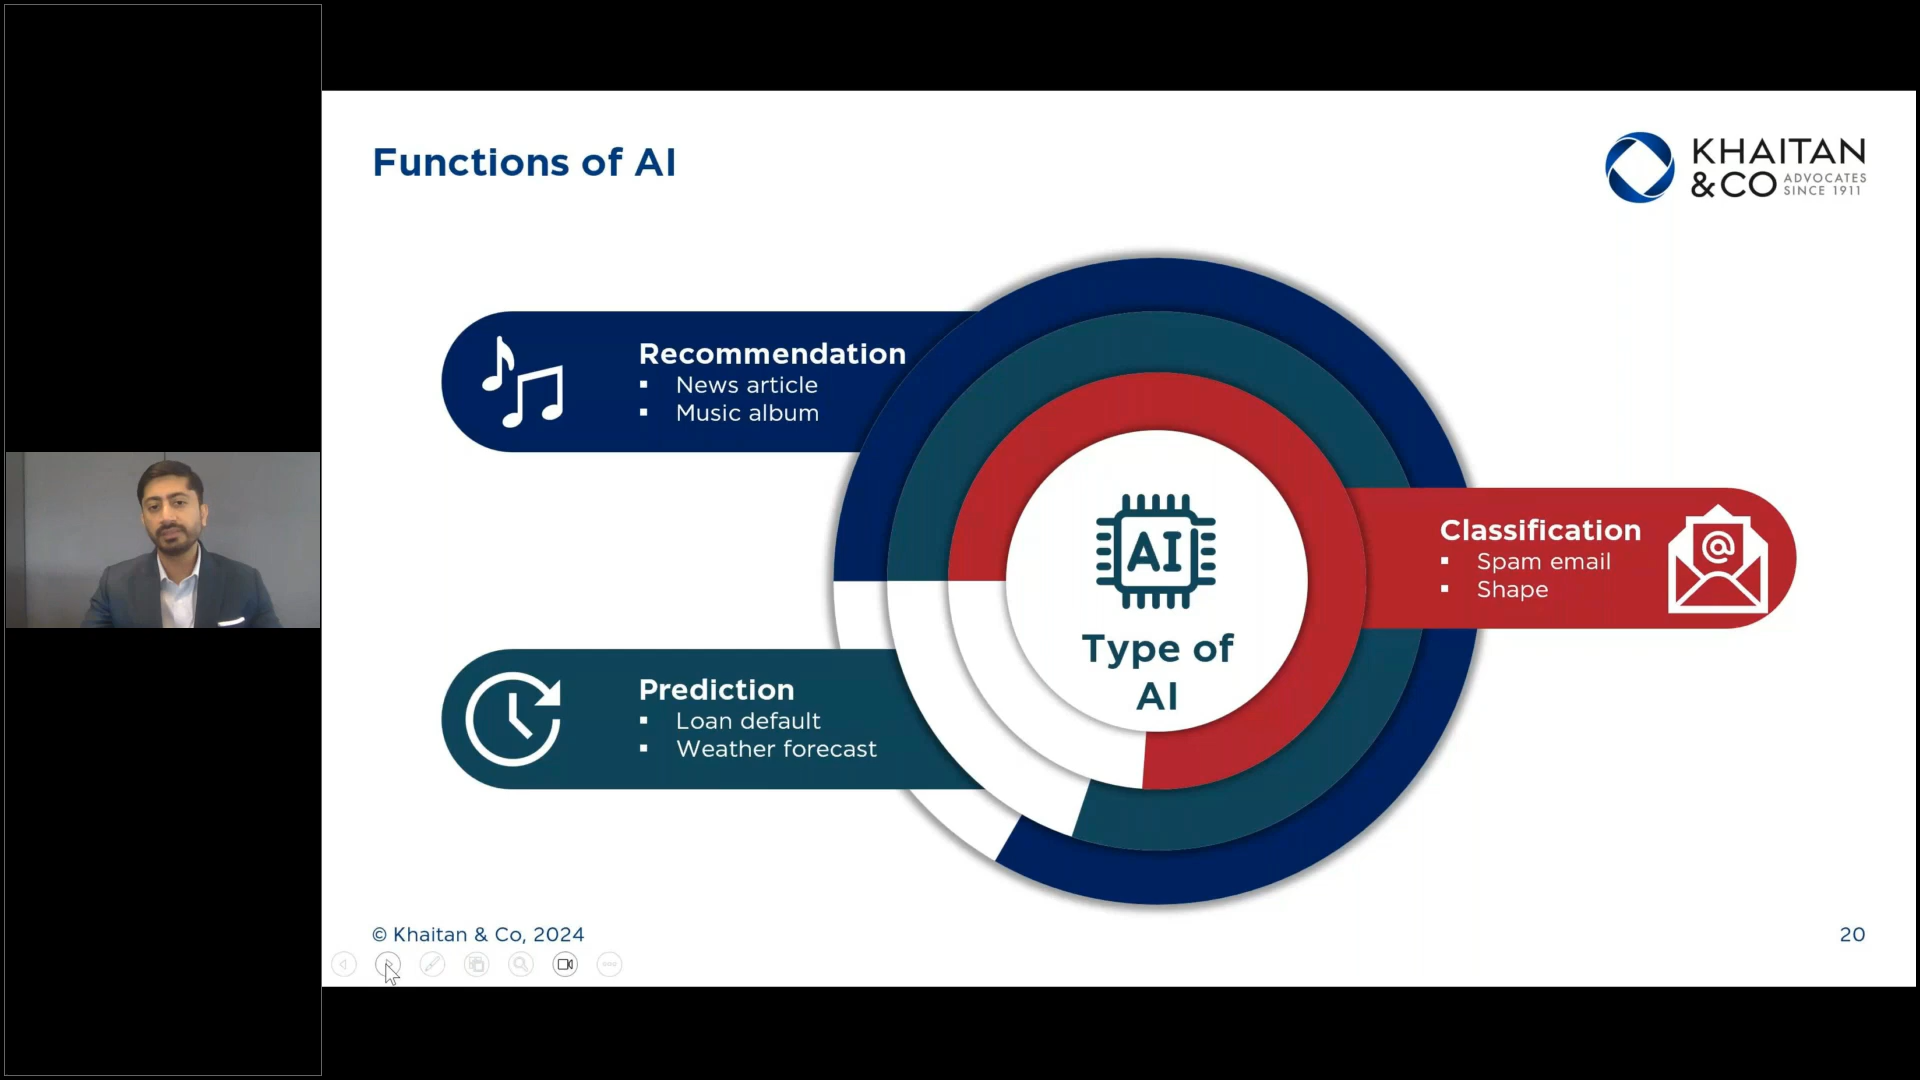 Functions of AI
KHAITAN
&CO ADVOCATES
SINCE 1911
Recommendation
▪ News article
▪ Music album
Classification
▪ Spam email
▪ Shape
@
AI
Type of
AI
Prediction
▪ Loan default
▪ Weather forecast
© Khaitan & Co, 2024
20